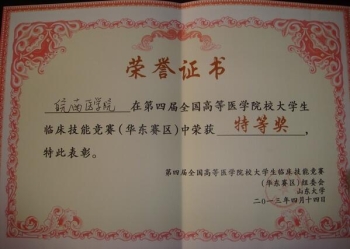 荣誉证书
皖西医学院 在第四届全国高等医学院校大学生
临床技能竞赛(华东赛区)中荣获 特等奖 ,
特此表彰。
第四届全国高等医学院校大学生临床技能竞赛
(华东赛区)组委会
山东大学
二〇一三年四月十四日